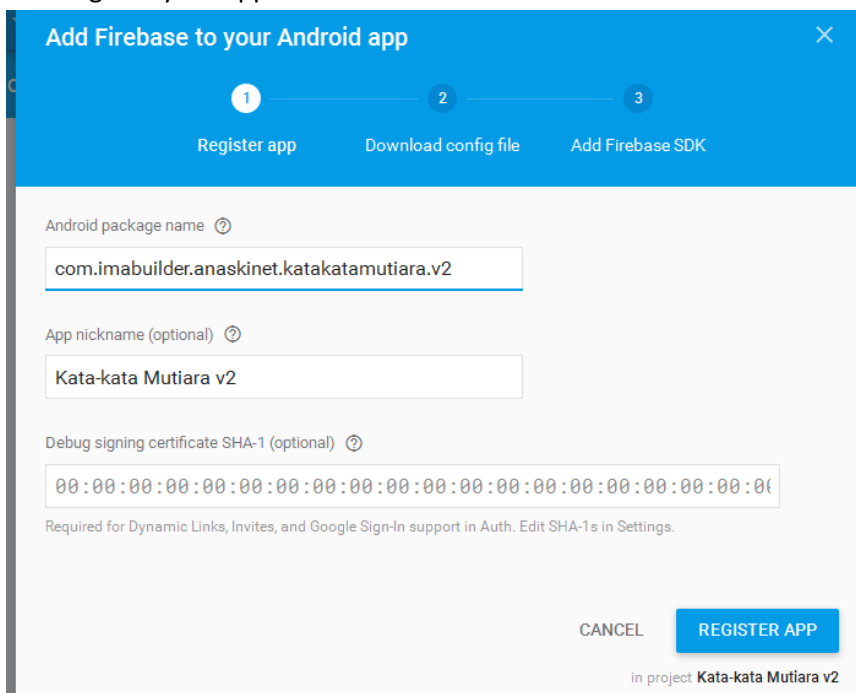 Add Firebase to your Android app
1
2
3
Register app
Download config file
Add Firebase SDK
Android package name
com.imabuilder.anaskinet.katakatamutiara.v2
App nickname (optional)
Kata-kata Mutiara v2
Debug signing certificate SHA-1 (optional)
00:00:00:00:00:00:00:00:00:00:00:00:00:00:00:00:00:0
Required for Dynamic Links, Invites, and Google Sign-In support in Auth. Edit SHA-1s in Settings.
CANCEL
REGISTER APP
in project Kata-kata Mutiara v2